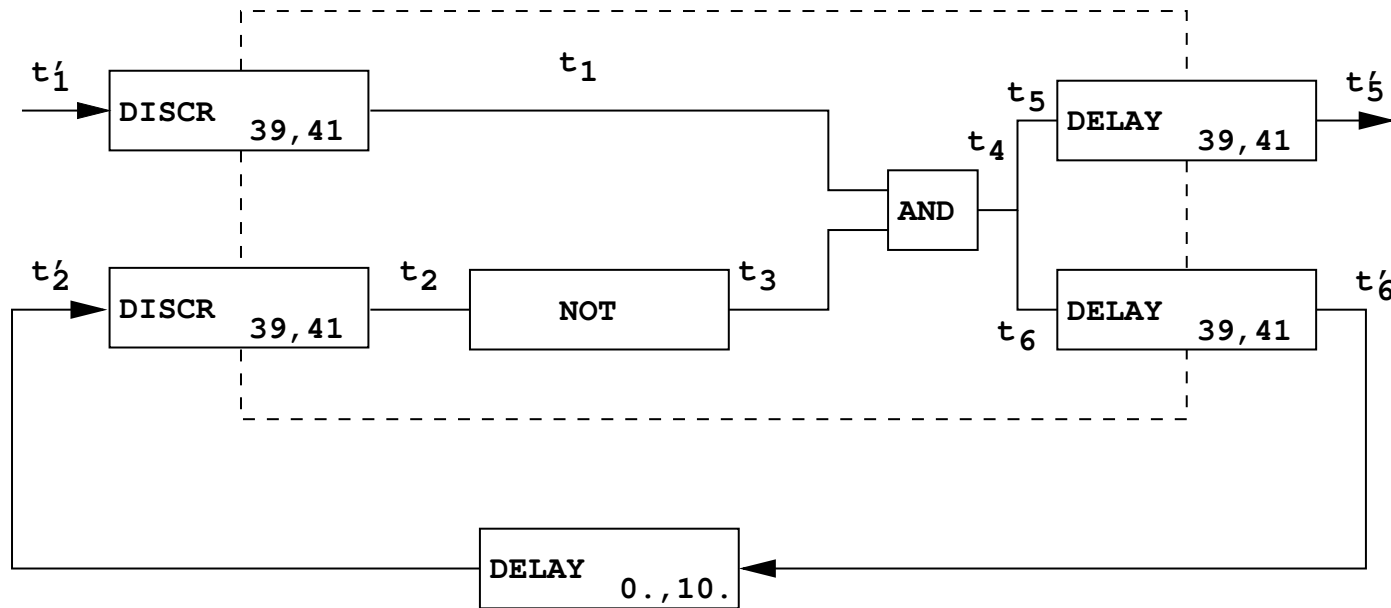 t′1
DISCR
39,41
t1
t5
DELAY
39,41
t′5
t4
AND
t′2
DISCR
39,41
t2
NOT
t3
t6
DELAY
39,41
t′6
DELAY
0.,10.